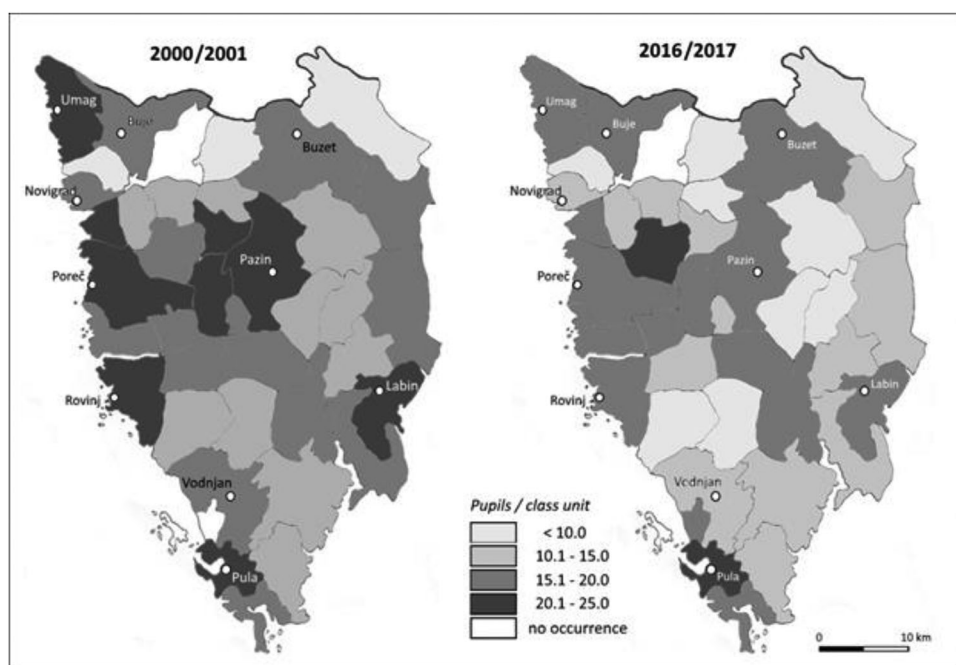 2000/2001
Umag
Buje
Buzet
Novigrad
Pazin
Poreč
Labin
Rovinj
Vodnjan
Pula
2016/2017
Umag
Buje
Buzet
Novigrad
Pazin
Poreč
Labin
Rovinj
Vodnjan
Pula
Pupils / class unit
< 10.0
10.1 - 15.0
15.1 - 20.0
20.1 - 25.0
no occurrence
0 10 km